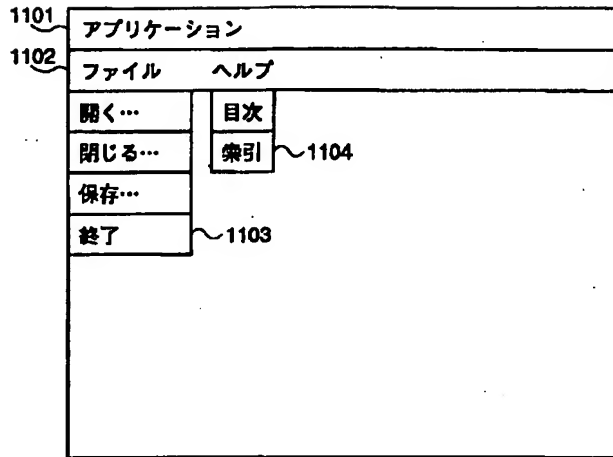 1101 アプリケーション
1102 ファイル ヘルプ
開く… 目次
閉じる… 索引 1104
保存…
終了 1103